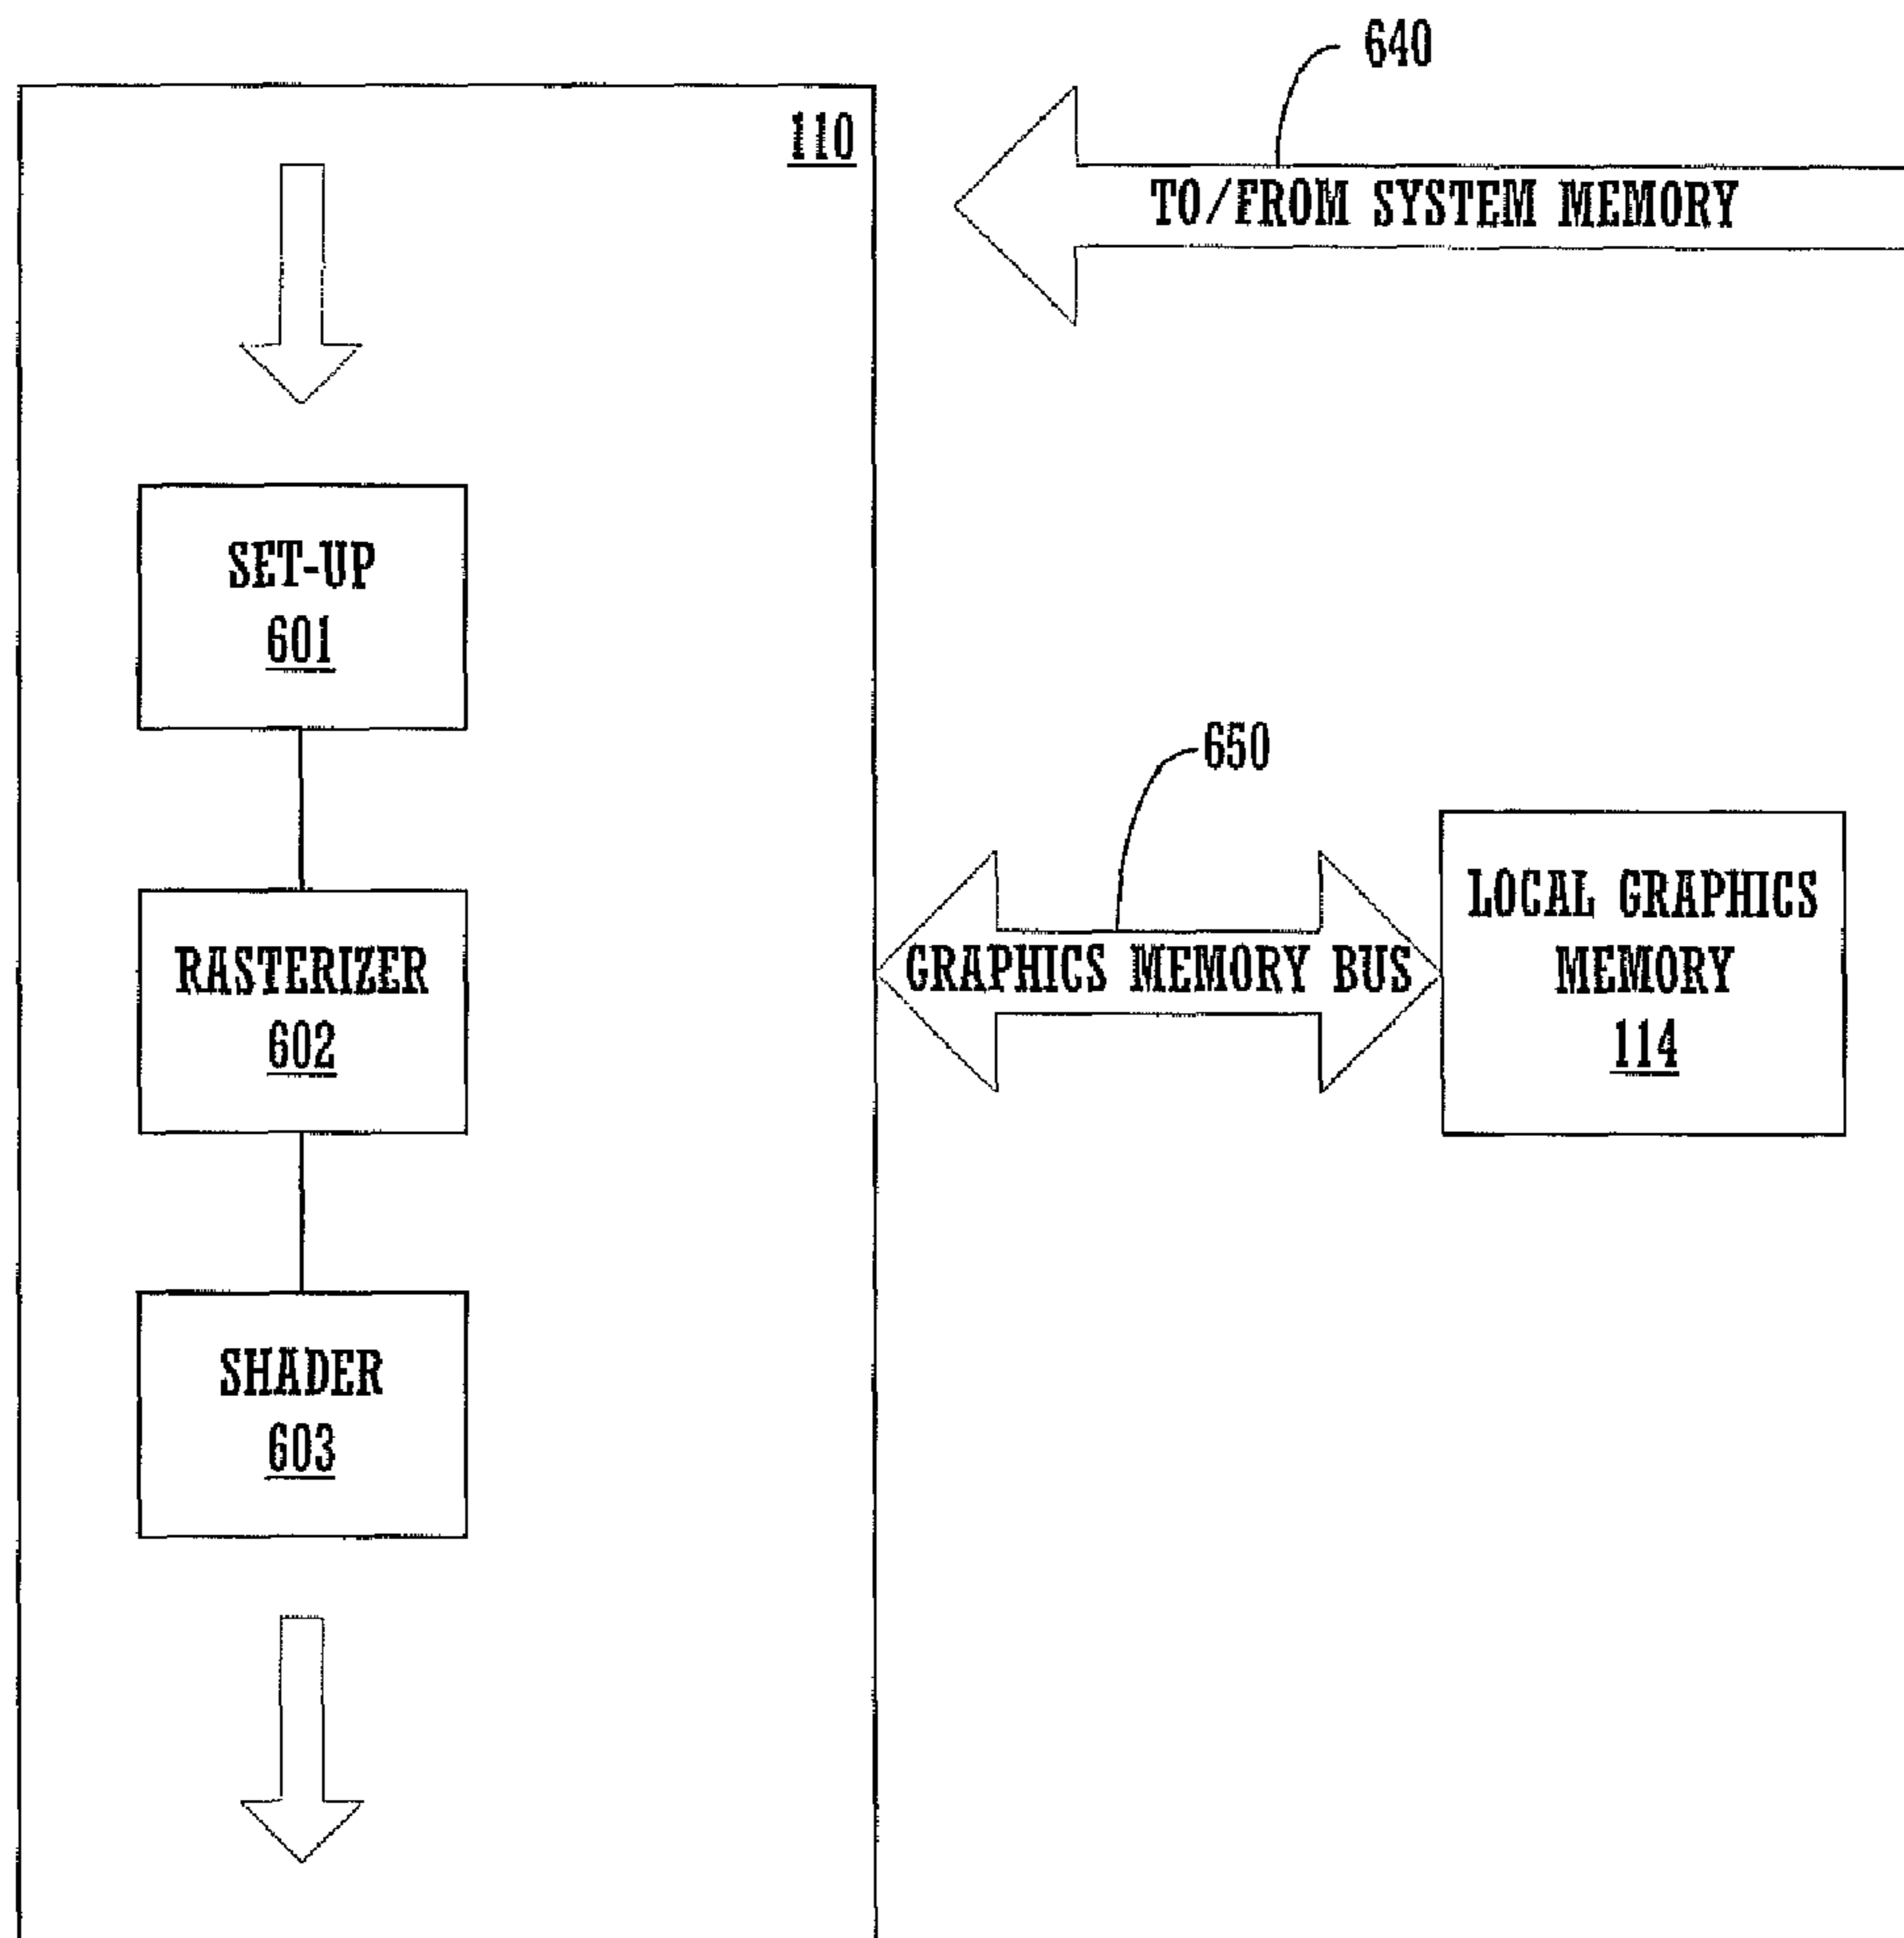 640
110
TO/FROM SYSTEM MEMORY
SET-UP
601
650
LOCAL GRAPHICS
MEMORY
114
GRAPHICS MEMORY BUS
RASTERIZER
602
SHADER
603